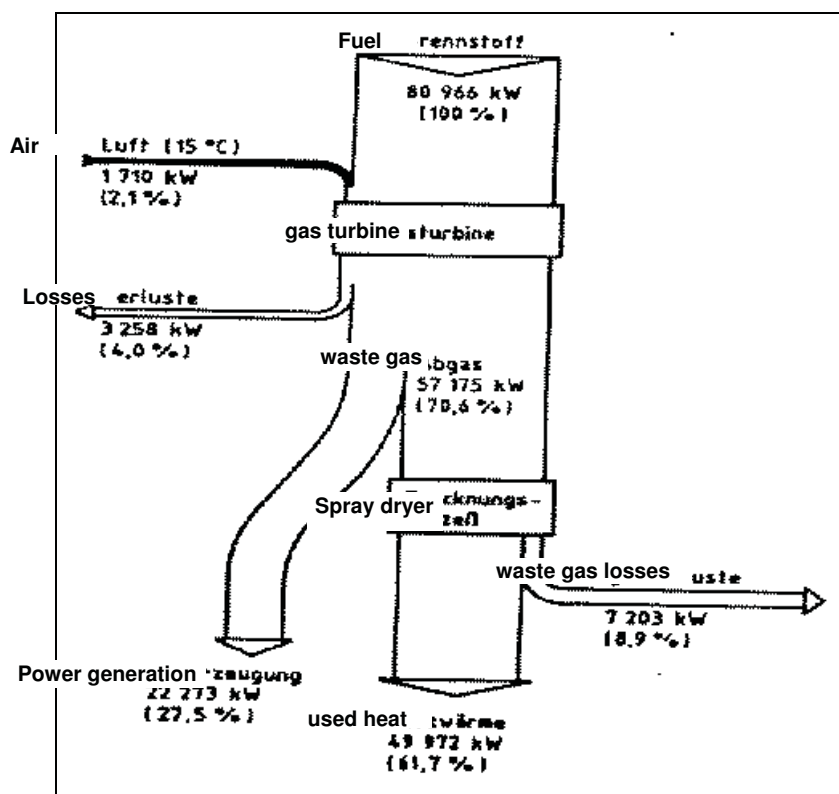 Fuel rennstoff
80 966 kW
(100 %)
Air Luft (15 °C)
1 710 kW
(2,1 %)
gas turbine sturbine
Losses erluste
3 258 kW
(4,0 %)
waste gas bgas
57 175 kW
(70,6 %)
Spray dryer cknungs-
zeß
waste gas losses uste
7 203 kW
(8,9 %)
Power generation zeugung
22 273 kW
(27,5 %)
used heat wärme
49 972 kW
(61,7 %)